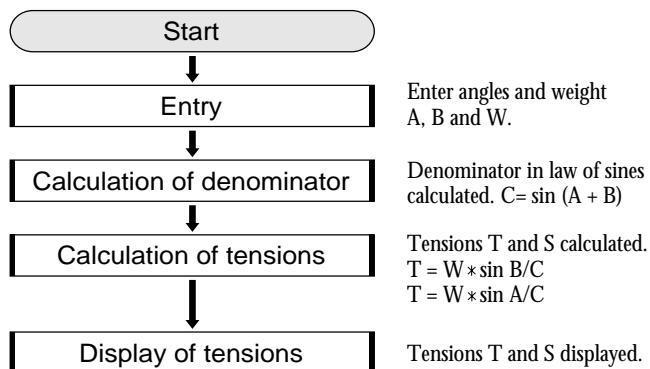 Start
Entry
Enter angles and weight
A, B and W.
Calculation of denominator
Denominator in law of sines
calculated. C= sin (A + B)
Calculation of tensions
Tensions T and S calculated.
T = W * sin B/C
T = W * sin A/C
Display of tensions
Tensions T and S displayed.